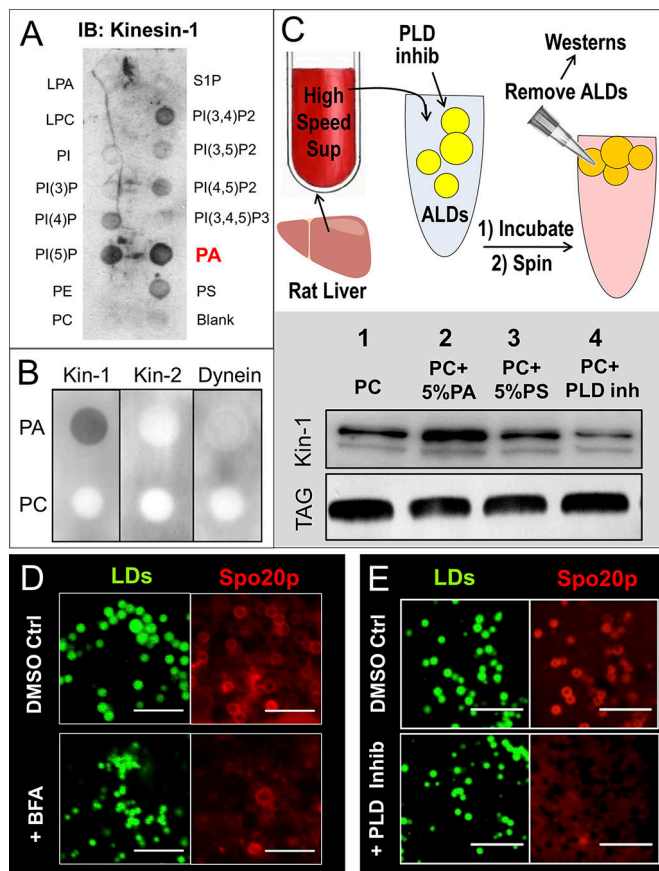 A
IB: Kinesin-1
LPA
S1P
LPC
PI(3,4)P2
PI
PI(3,5)P2
PI(3)P
PI(4,5)P2
PI(4)P
PI(3,4,5)P3
PI(5)P
PA
PE
PS
PC
Blank
B
Kin-1 Kin-2 Dynein
PA
PC
C
PLD
inhib
High
Speed
Sup
ALDs
Rat Liver
1) Incubate
2) Spin
Westerns
Remove ALDs
1 2 3 4
PC
PC+
5%PA
PC+
5%PS
PC+
PLD inh
Kin-1
TAG
D
LDs Spo20p
DMSO Ctrl
+ BFA
E
LDs Spo20p
DMSO Ctrl
+ PLD Inhib